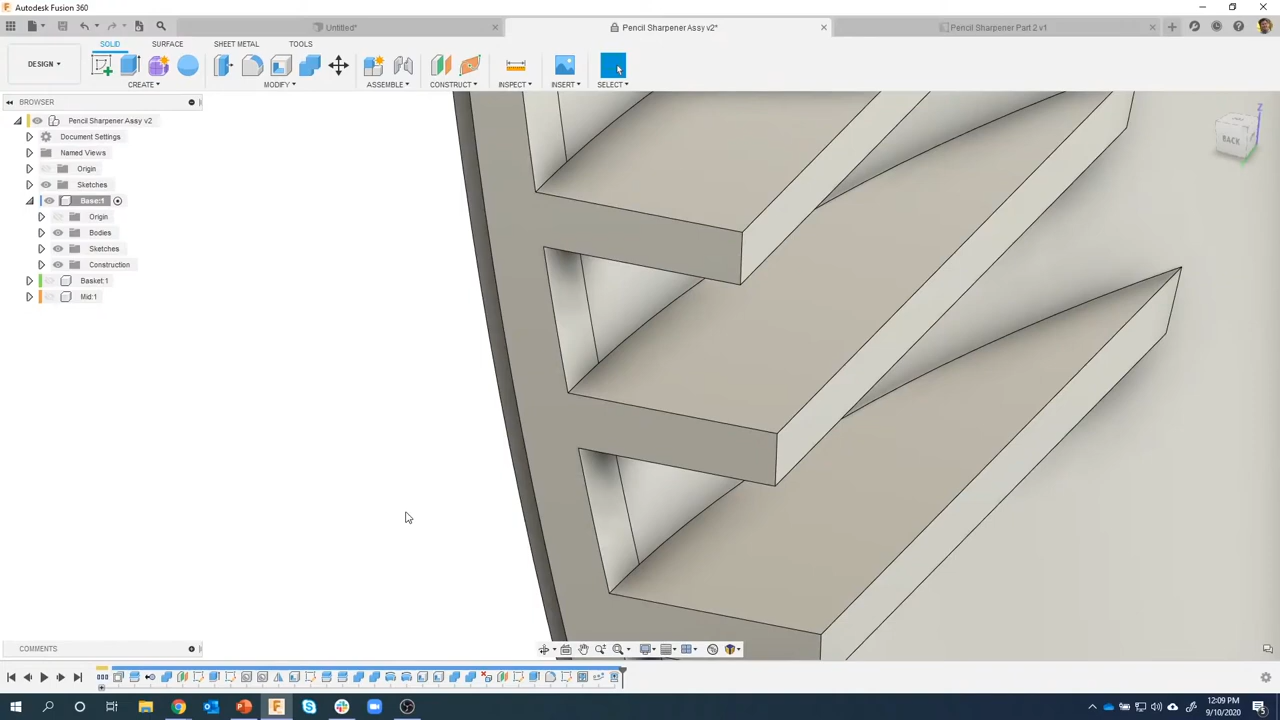 Autodesk Fusion 360
Untitled*
Pencil Sharpener Assy v2*
Pencil Sharpener Part 2 v1
DESIGN
SOLID
SURFACE
SHEET METAL
TOOLS
CREATE
MODIFY
ASSEMBLE
CONSTRUCT
INSPECT
INSERT
SELECT
BROWSER
Pencil Sharpener Assy v2
Document Settings
Named Views
Origin
Sketches
Base:1
Origin
Bodies
Sketches
Construction
Basket:1
Mid:1
Z
BACK
COMMENTS
12:09 PM
9/10/2020
5